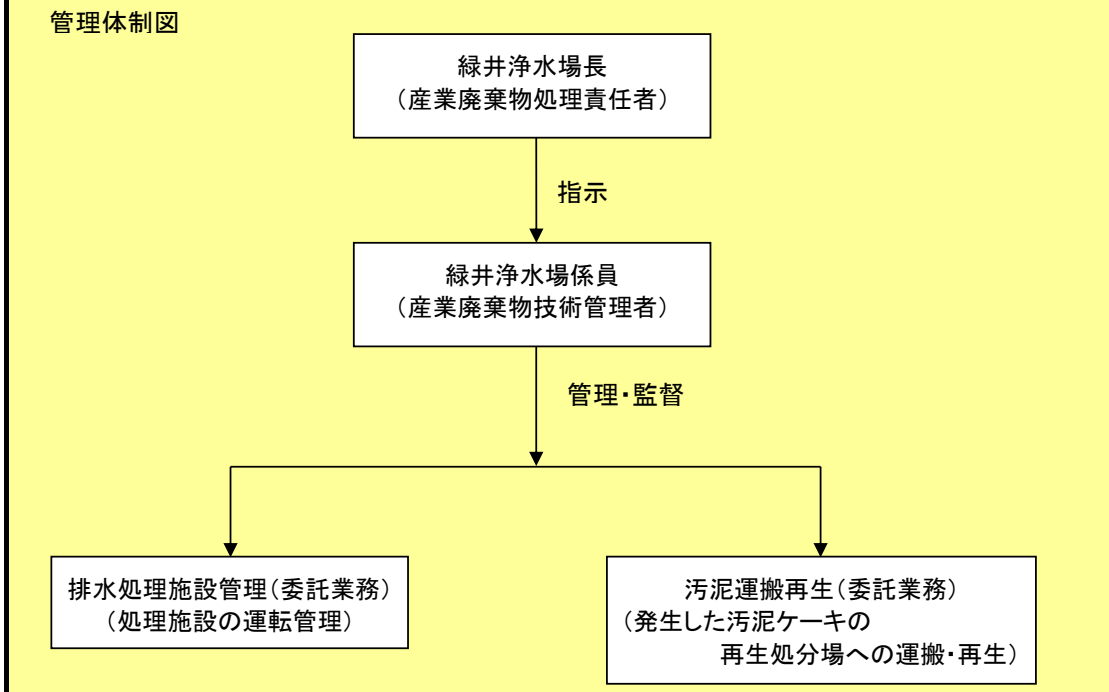 管理体制図
緑井浄水場長
（産業廃棄物処理責任者）
指示
緑井浄水場係員
（産業廃棄物技術管理者）
管理・監督
排水処理施設管理（委託業務）
（処理施設の運転管理）
汚泥運搬再生（委託業務）
（発生した汚泥ケーキの
再生処分場への運搬・再生）